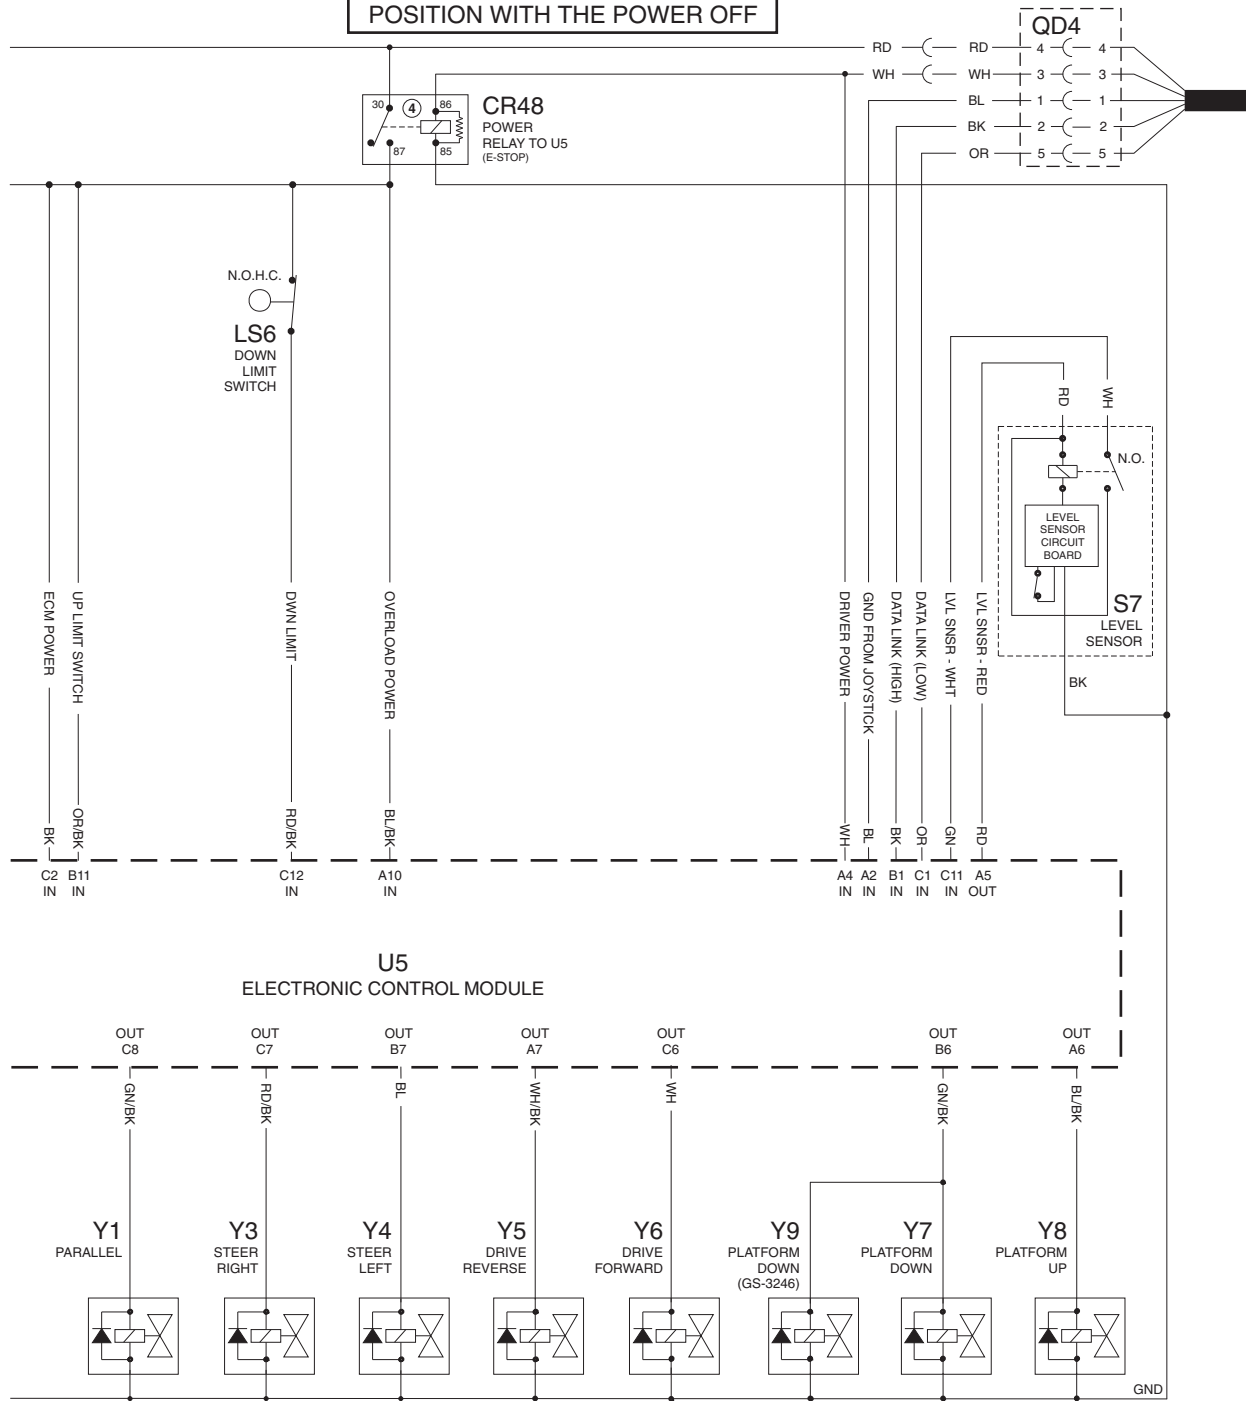 POSITION WITH THE POWER OFF
QD4
RD RD 4 4
WH WH 3 3
BL 1 1
BK 2 2
OR 5 5
30 4 86
87 85
CR48
POWER
RELAY TO U5
(E-STOP)
N.O.H.C.
LS6
DOWN
LIMIT
SWITCH
RD
WH
N.O.
LEVEL
SENSOR
CIRCUIT
BOARD
S7
LEVEL
SENSOR
BK
ECM POWER
UP LIMIT SWITCH
DWN LIMIT
OVERLOAD POWER
DRIVER POWER
GND FROM JOYSTICK
DATA LINK (HIGH)
DATA LINK (LOW)
LVL SNSR - WHT
LVL SNSR - RED
BK
OR/BK
RD/BK
BL/BK
WH
BL
BK
OR
GN
RD
C2 B11 C12 A10 A4 A2 B1 C1 C11 A5
IN IN IN IN IN IN IN IN IN OUT
U5
ELECTRONIC CONTROL MODULE
OUT OUT OUT OUT OUT OUT OUT
C8 C7 B7 A7 C6 B6 A6
GN/BK
RD/BK
BL
WH/BK
WH
GN/BK
BL/BK
Y1
PARALLEL
Y3
STEER
RIGHT
Y4
STEER
LEFT
Y5
DRIVE
REVERSE
Y6
DRIVE
FORWARD
Y9
PLATFORM
DOWN
(GS-3246)
Y7
PLATFORM
DOWN
Y8
PLATFORM
UP
GND